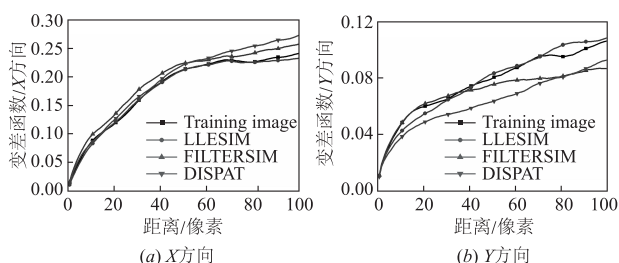 0.30
0.25
0.20
0.15
0.10
0.05
0.00
变差函数/X方向
Training image
LLESIM
FILTERSIM
DISPAT
0 20 40 60 80 100
距离/像素
(a) X方向
0.12
0.08
0.04
0.00
变差函数/Y方向
Training image
LLESIM
FILTERSIM
DISPAT
0 20 40 60 80 100
距离/像素
(b) Y方向